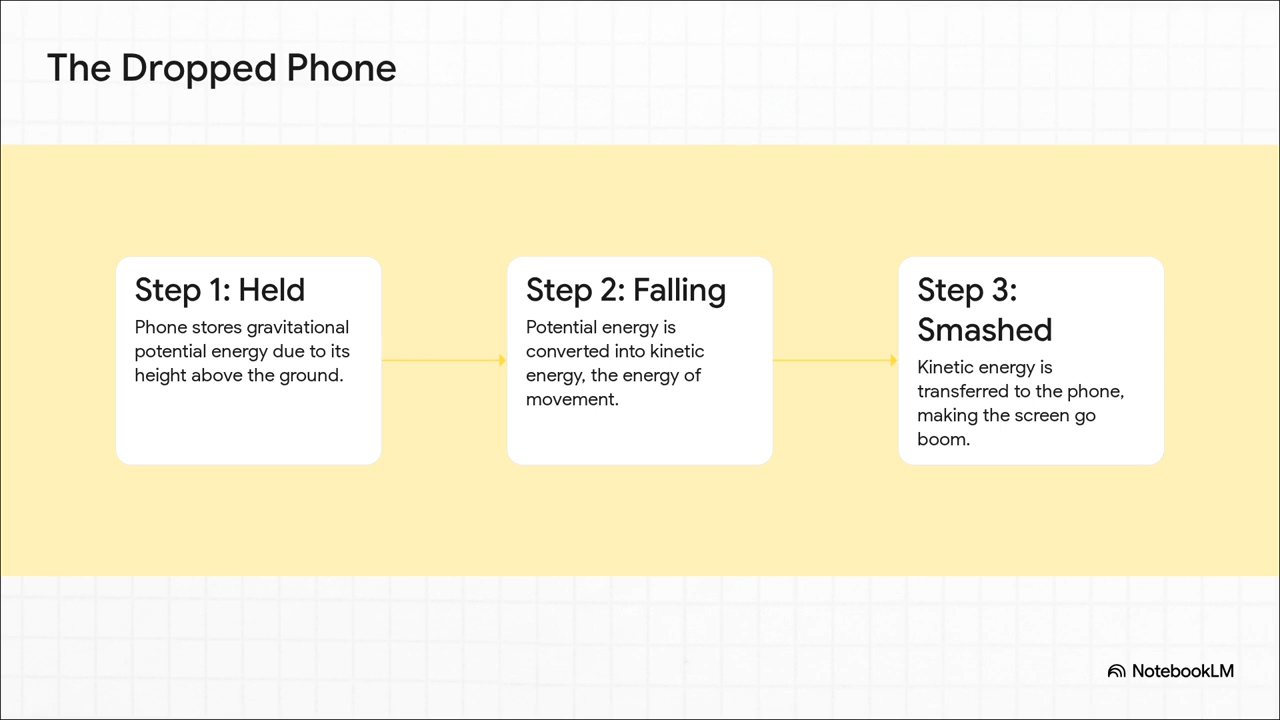 The Dropped Phone
Step 1: Held
Phone stores gravitational
potential energy due to its
height above the ground.
Step 2: Falling
Potential energy is
converted into kinetic
energy, the energy of
movement.
Step 3:
Smashed
Kinetic energy is
transferred to the phone,
making the screen go
boom.
NotebookLM